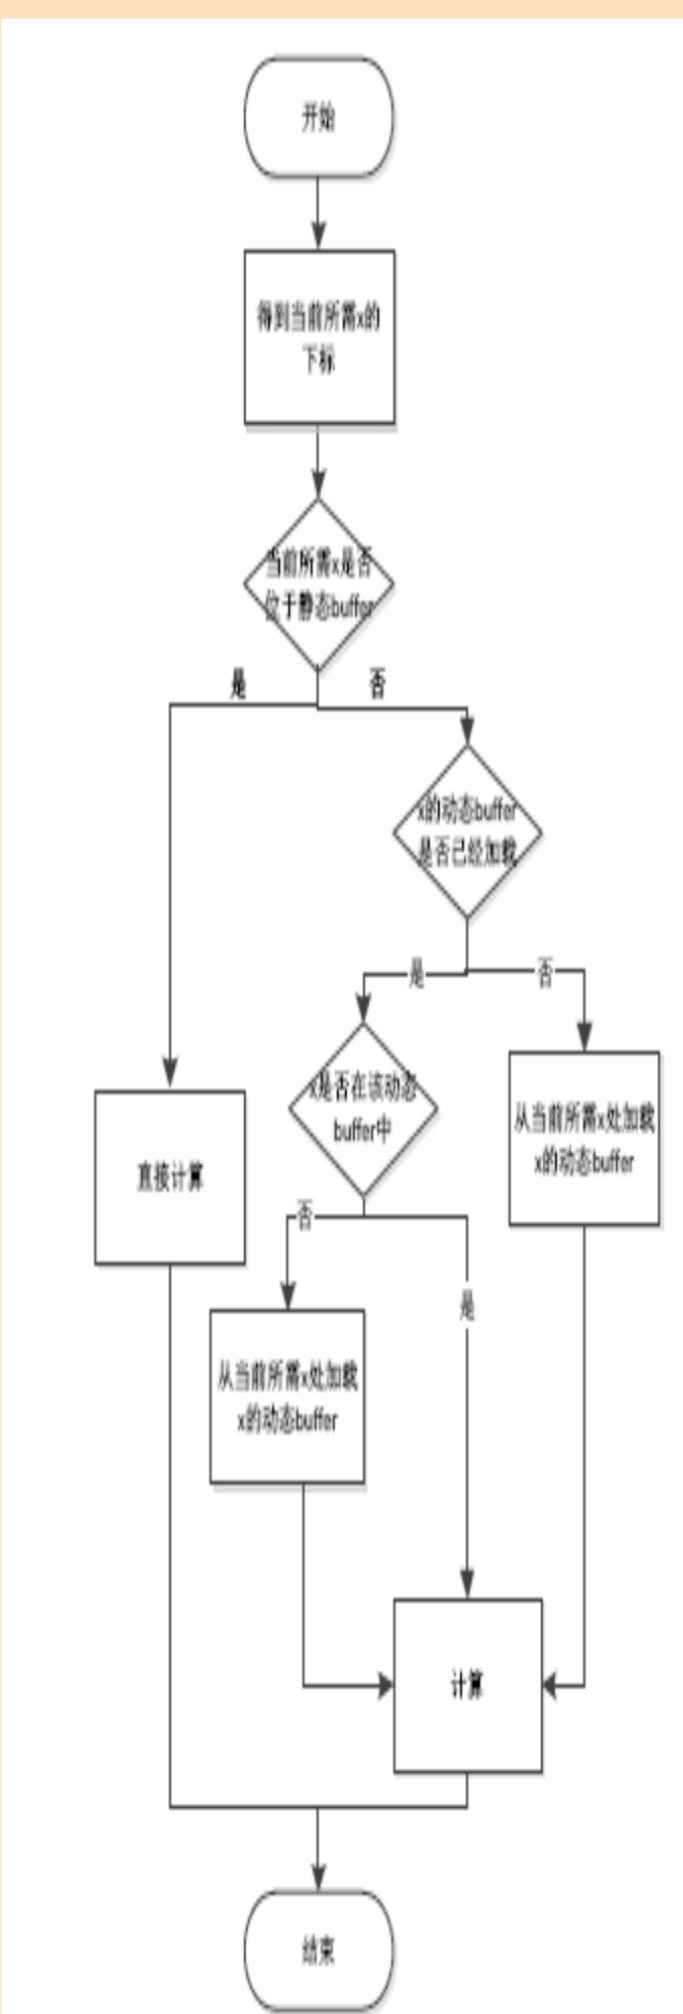 开始
得到当前所需x的
下标
当前所需x是否
位于静态buffer
是
否
x的动态buffer
是否已经加载
是
否
x是否在该动态
buffer中
从当前所需x处加载
x的动态buffer
直接计算
否
是
从当前所需x处加载
x的动态buffer
计算
结束